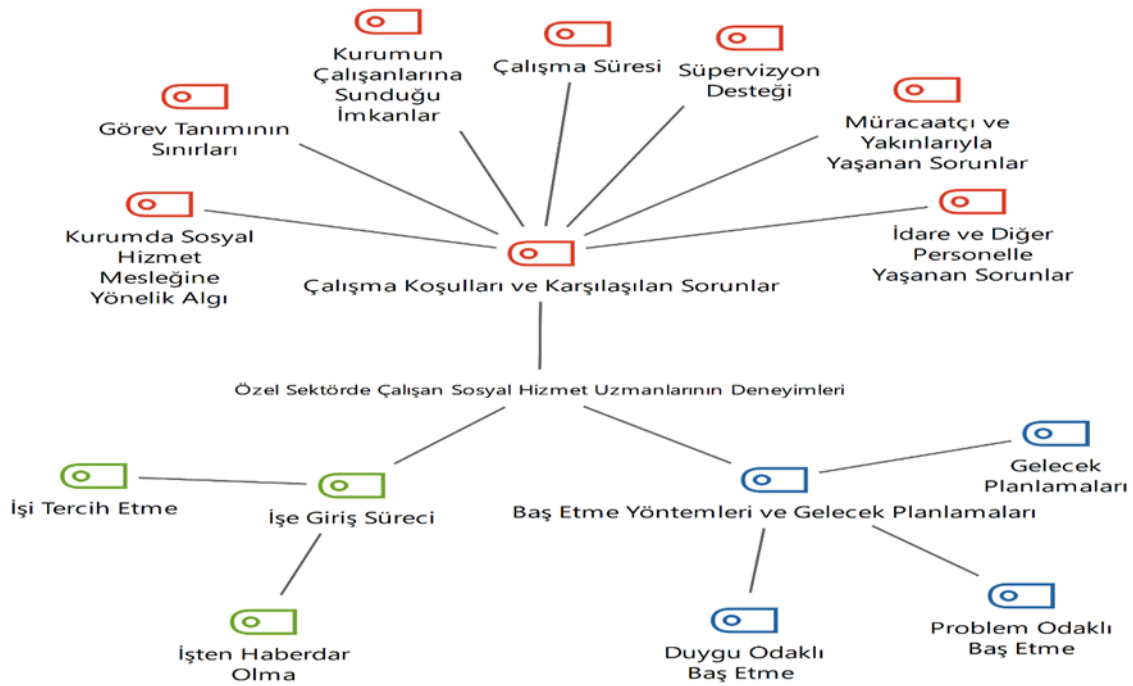 Kurumun
Çalışanlarına
Sunduğu
İmkanlar
Çalışma Süresi
Süpervizyon
Desteği
Görev Tanımının
Sınırları
Müracaatçı ve
Yakınlarıyla
Yaşanan Sorunlar
Kurumda Sosyal
Hizmet
Mesleğine
Yönelik Algı
İdare ve Diğer
Personelle
Yaşanan Sorunlar
Çalışma Koşulları ve Karşılaşılan Sorunlar
Özel Sektörde Çalışan Sosyal Hizmet Uzmanlarının Deneyimleri
İşi Tercih Etme
İşe Giriş Süreci
Baş Etme Yöntemleri ve Gelecek Planlamaları
Gelecek
Planlamaları
İşten Haberdar
Olma
Duygu Odaklı
Baş Etme
Problem Odaklı
Baş Etme